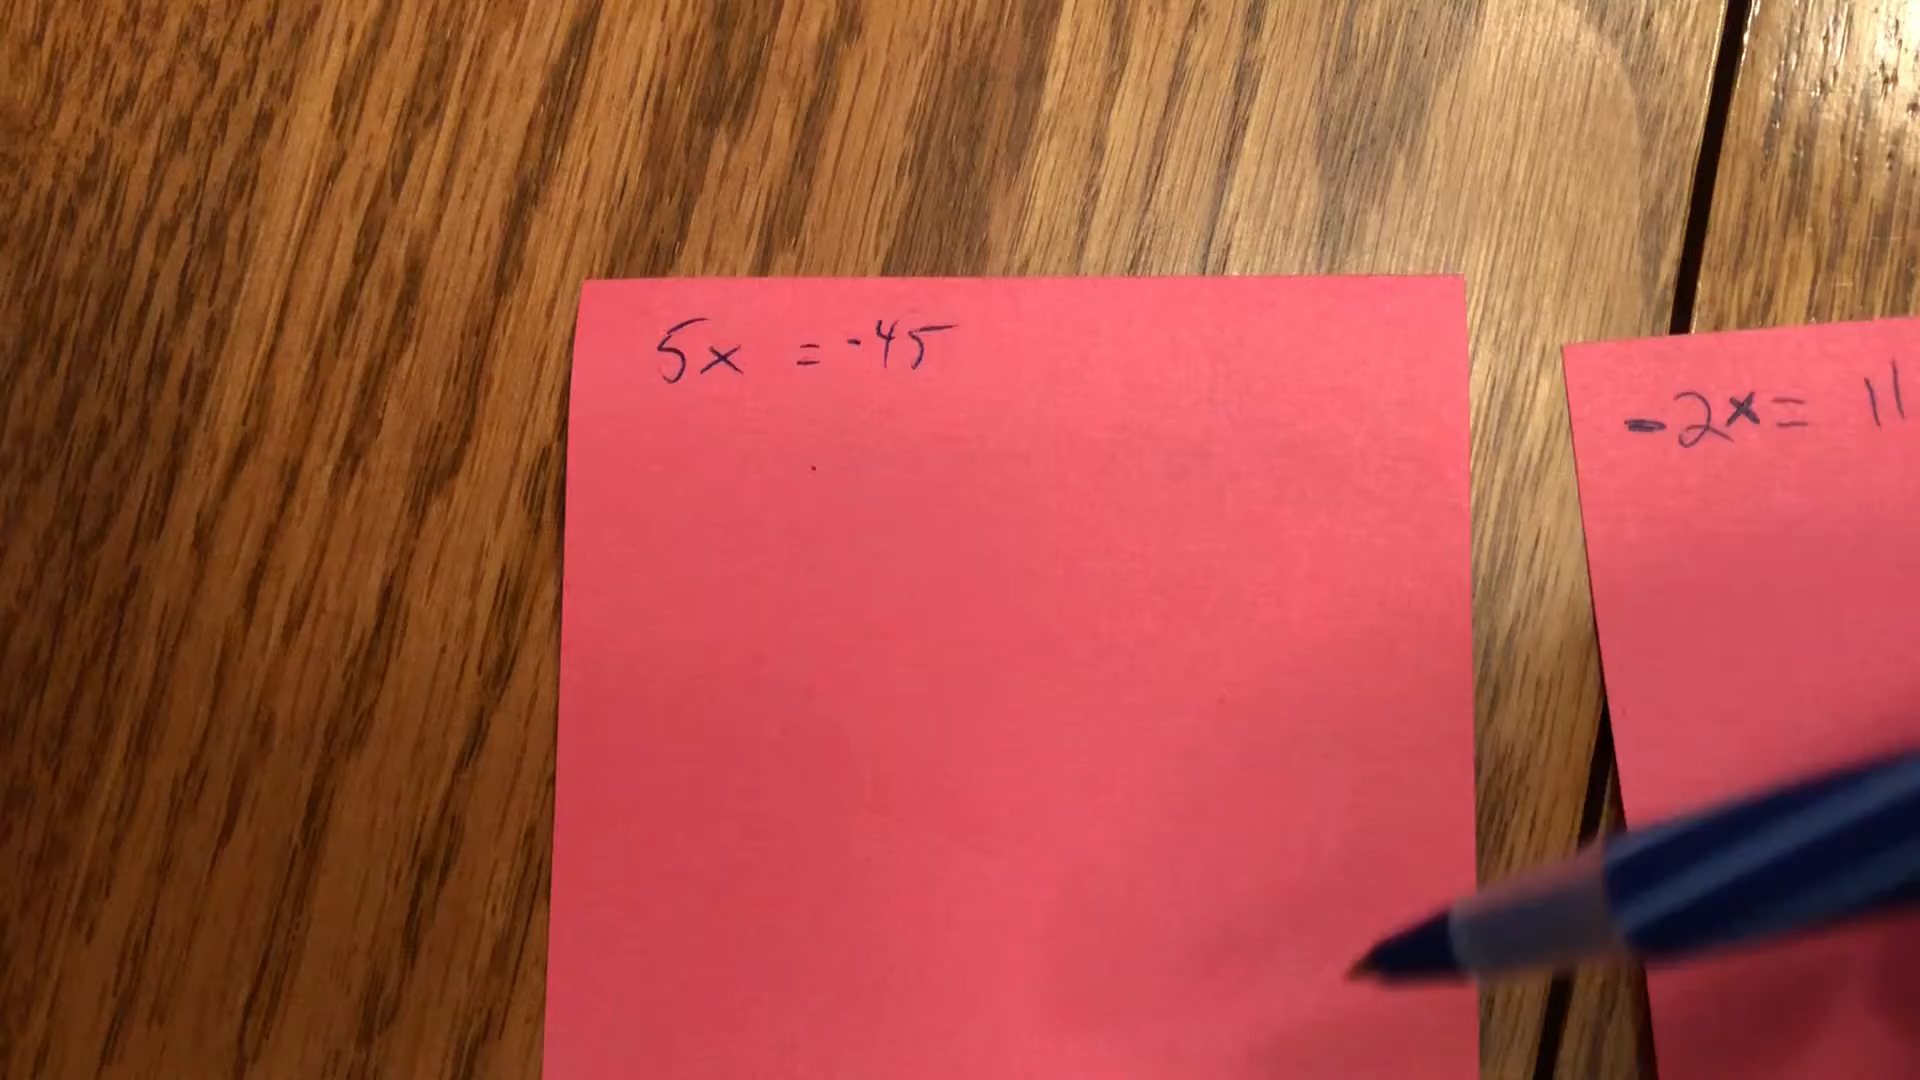 5x = -45
-2x = 11